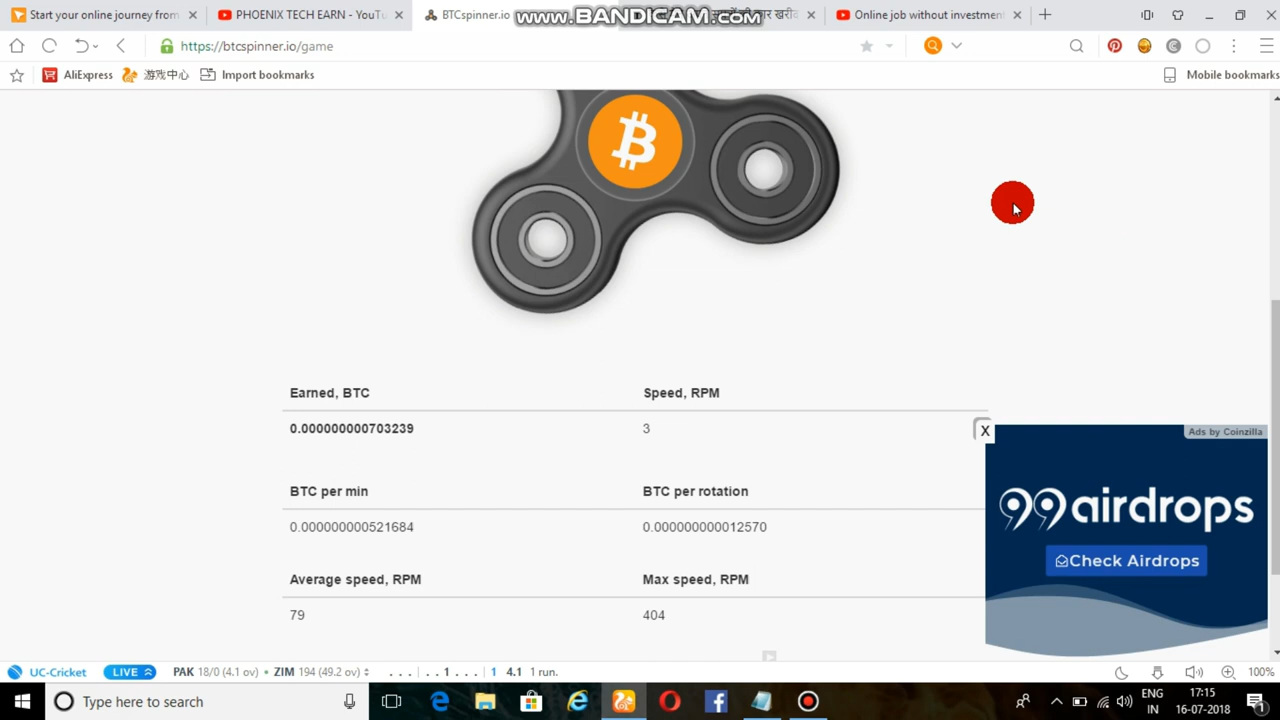 Start your online journey from
PHOENIX TECH EARN - YouTu
BTCspinner.io
www.BANDICAM.com
Online job without investment
https://btcspinner.io/game
AliExpress
游戏中心
Import bookmarks
Mobile bookmarks
Earned, BTC
Speed, RPM
0.000000000703239
3
X
Ads by Coinzilla
99airdrops
Check Airdrops
BTC per min
BTC per rotation
0.000000000521684
0.000000000012570
Average speed, RPM
Max speed, RPM
79
404
UC-Cricket LIVE PAK 18/0 (4.1 ov) • ZIM 194 (49.2 ov) . . . . . . 1 . . . 1 4.1 1 run.
100%
Type here to search
ENG
IN
17:15
16-07-2018
1